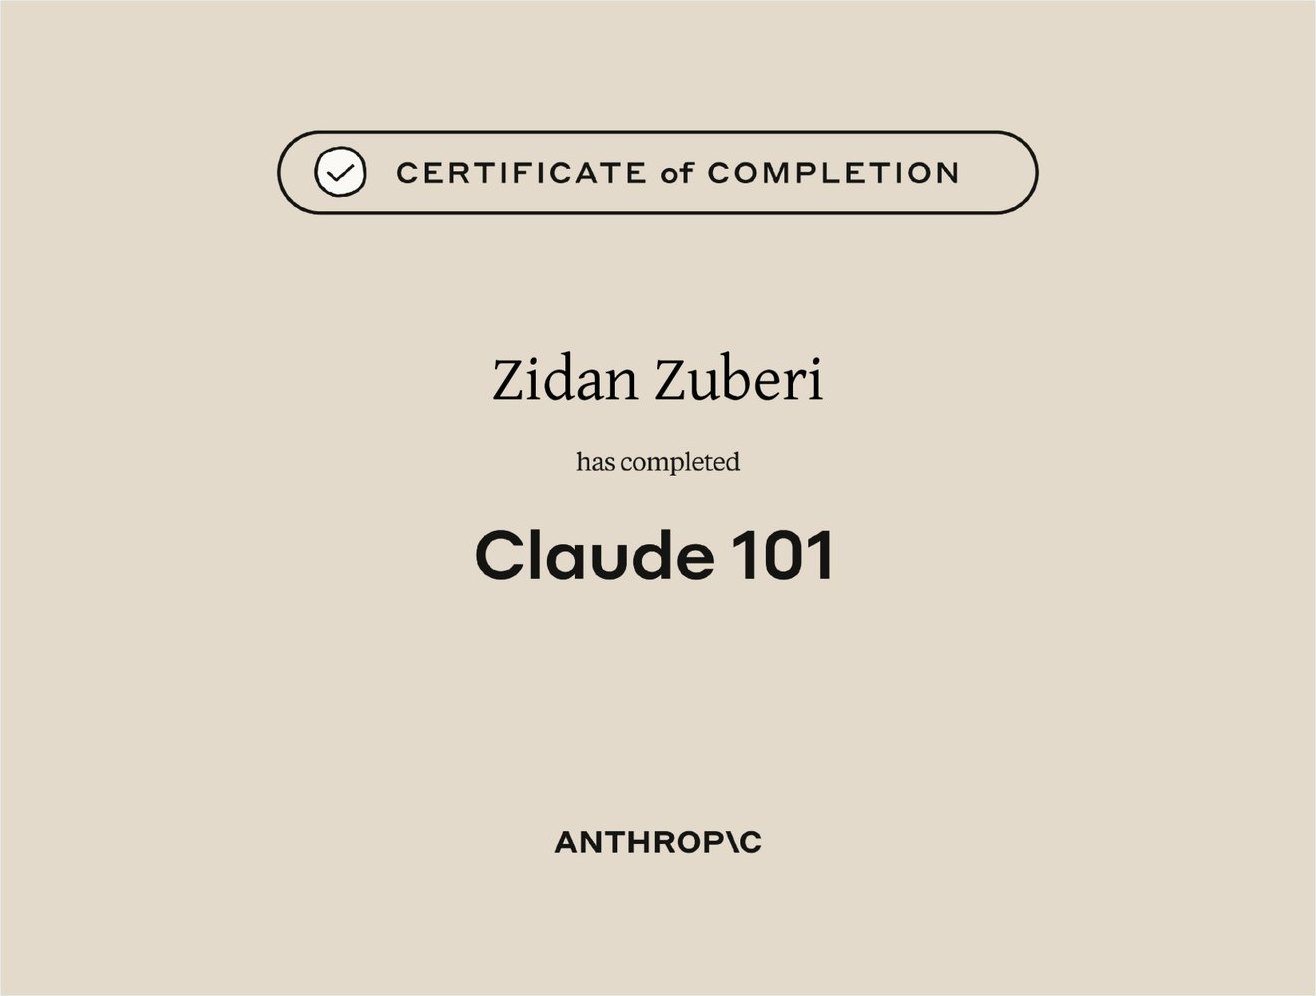 CERTIFICATE of COMPLETION
Zidan Zuberi
has completed
Claude 101
ANTHROP\C